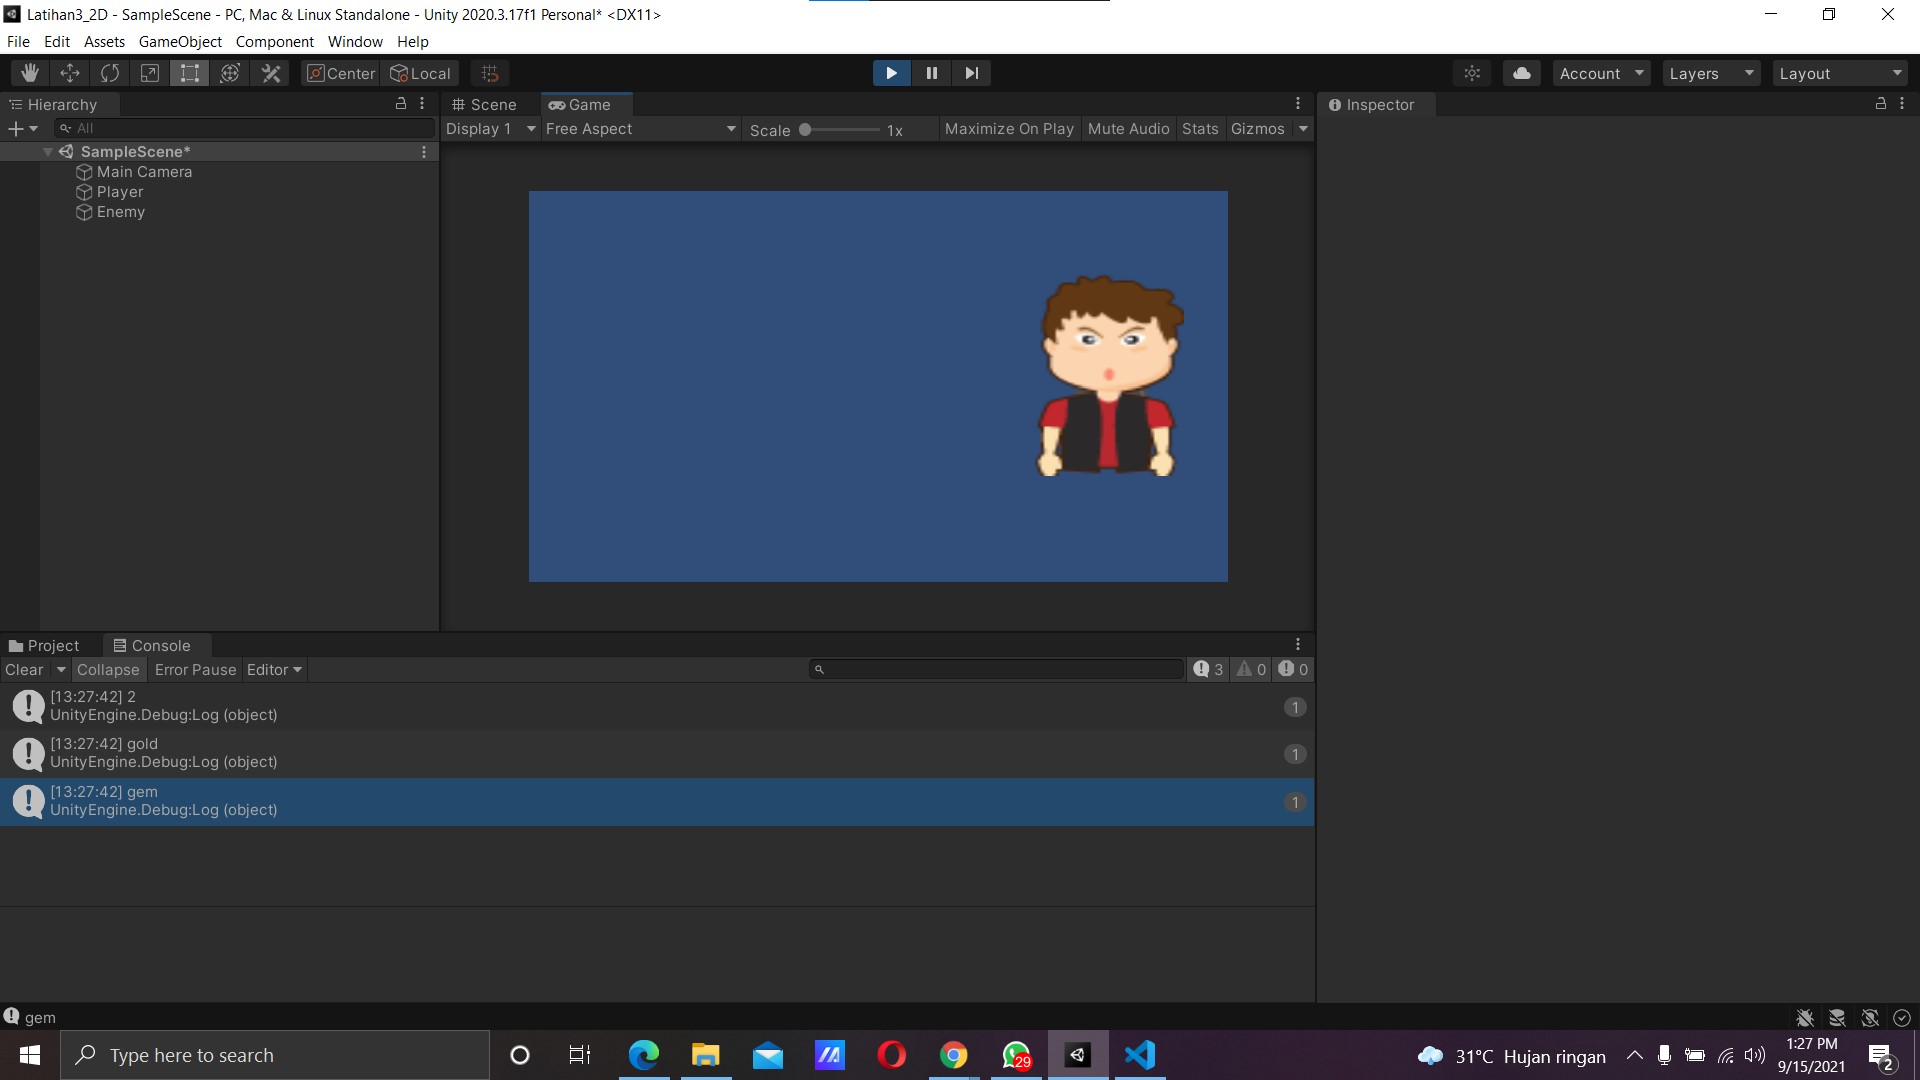 Latihan3_2D - SampleScene - PC, Mac & Linux Standalone - Unity 2020.3.17f1 Personal* <DX11>
File Edit Assets GameObject Component Window Help
Center Local Account Layers Layout
Hierarchy
All
SampleScene*
Main Camera
Player
Enemy
Scene Game
Display 1 Free Aspect Scale 1x Maximize On Play Mute Audio Stats Gizmos
Inspector
Project Console
Clear Collapse Error Pause Editor 3 0 0
[13:27:42] 2
UnityEngine.Debug:Log (object)
1
[13:27:42] gold
UnityEngine.Debug:Log (object)
1
[13:27:42] gem
UnityEngine.Debug:Log (object)
1
gem
Type here to search
29
31°C Hujan ringan
1:27 PM
9/15/2021
2